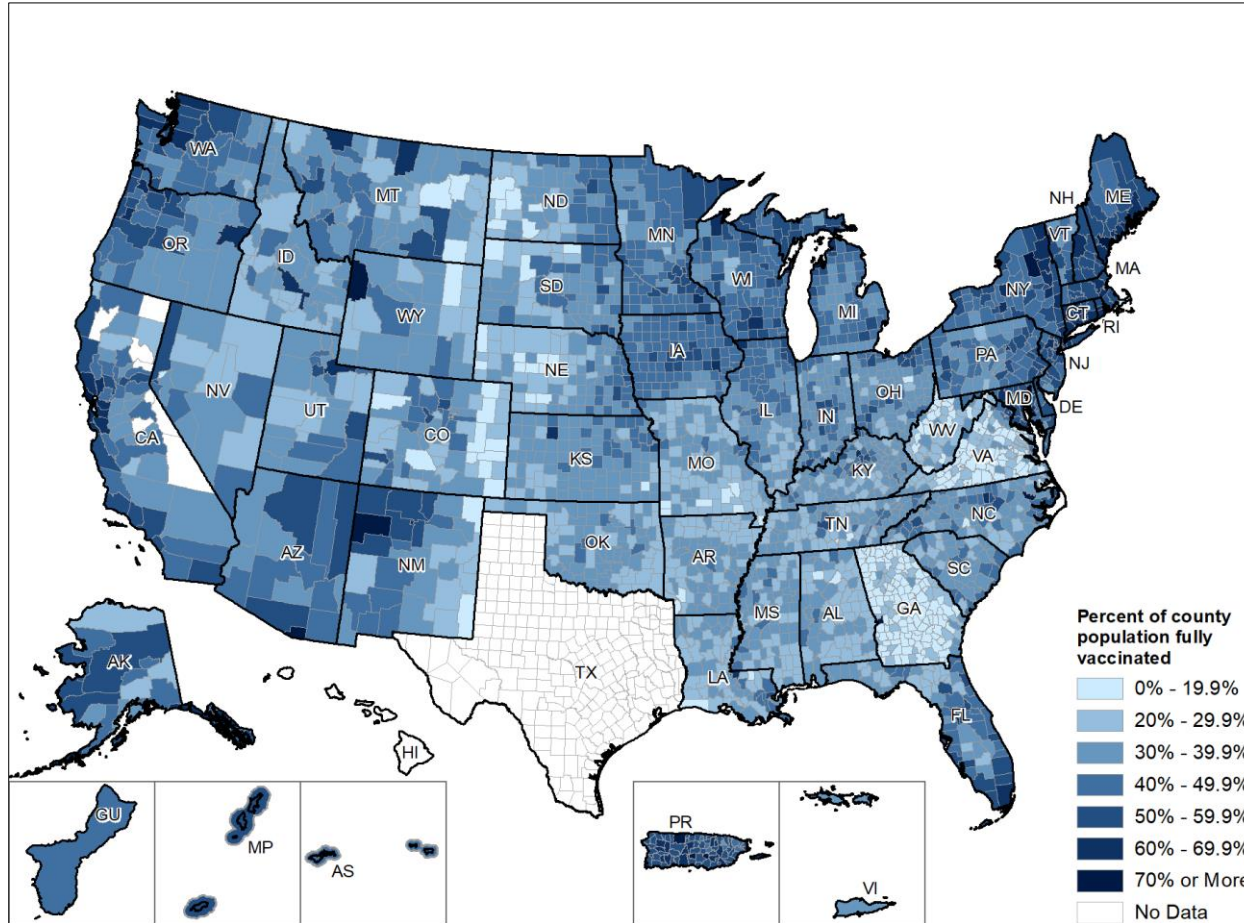 WA
MT
ND
MN
OR
ID
SD
WI
WY
MI
NH
VT
ME
MA
NY
CT
RI
PA
NJ
DE
MD
IA
NE
NV
UT
CO
CA
KS
MO
IL
IN
OH
WV
VA
KY
NC
TN
SC
AZ
NM
OK
AR
MS
AL
GA
LA
TX
FL
AK
HI
GU
MP
AS
PR
VI
Percent of county
population fully
vaccinated
0% - 19.9%
20% - 29.9%
30% - 39.9%
40% - 49.9%
50% - 59.9%
60% - 69.9%
70% or More
No Data